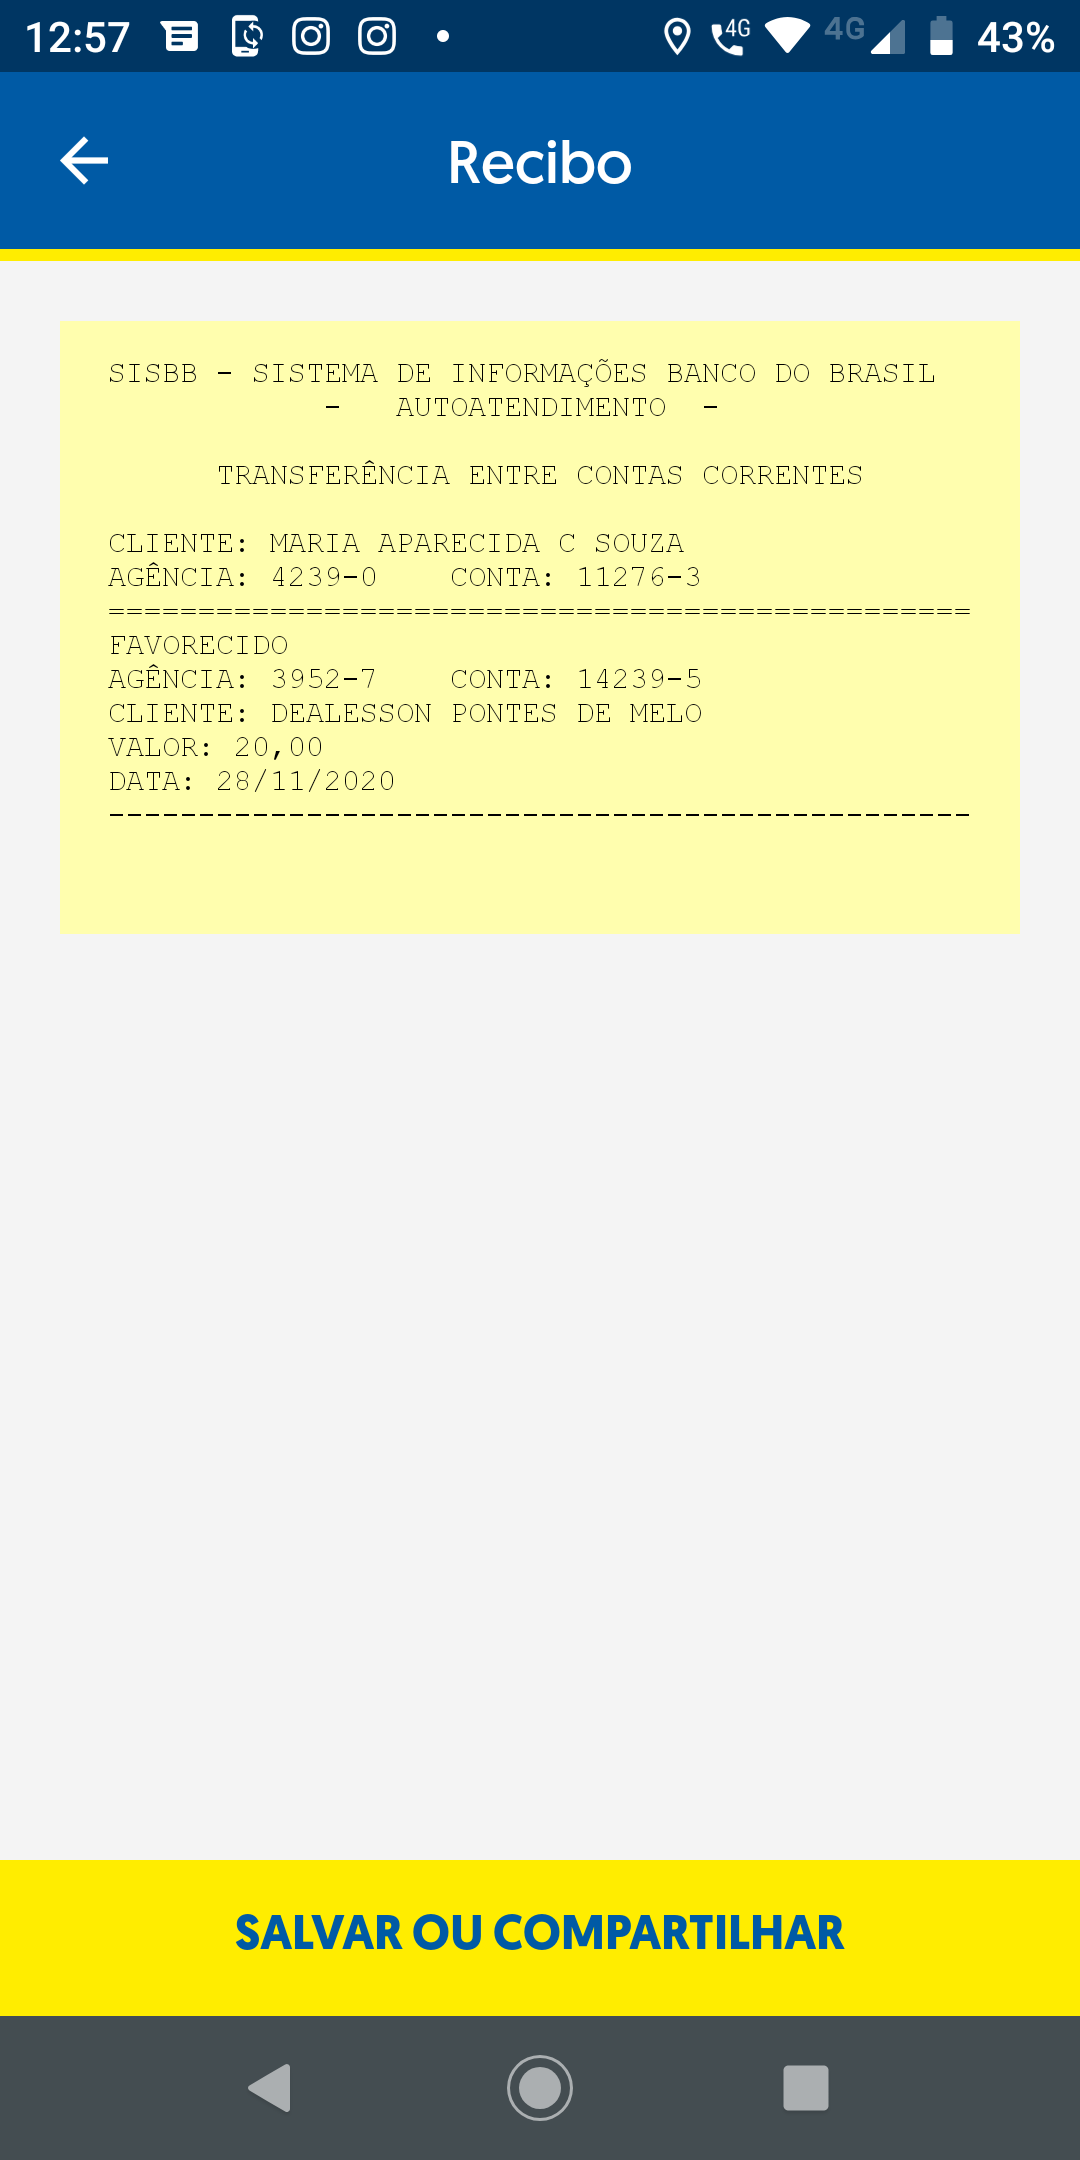 12:57 4G 4G 43%
Recibo
SISBB - SISTEMA DE INFORMAÇÕES BANCO DO BRASIL
- AUTOATENDIMENTO -
TRANSFERÊNCIA ENTRE CONTAS CORRENTES
CLIENTE: MARIA APARECIDA C SOUZA
AGÊNCIA: 4239-0 CONTA: 11276-3
================================================
FAVORECIDO
AGÊNCIA: 3952-7 CONTA: 14239-5
CLIENTE: DEALESSON PONTES DE MELO
VALOR: 20,00
DATA: 28/11/2020
------------------------------------------------
SALVAR OU COMPARTILHAR